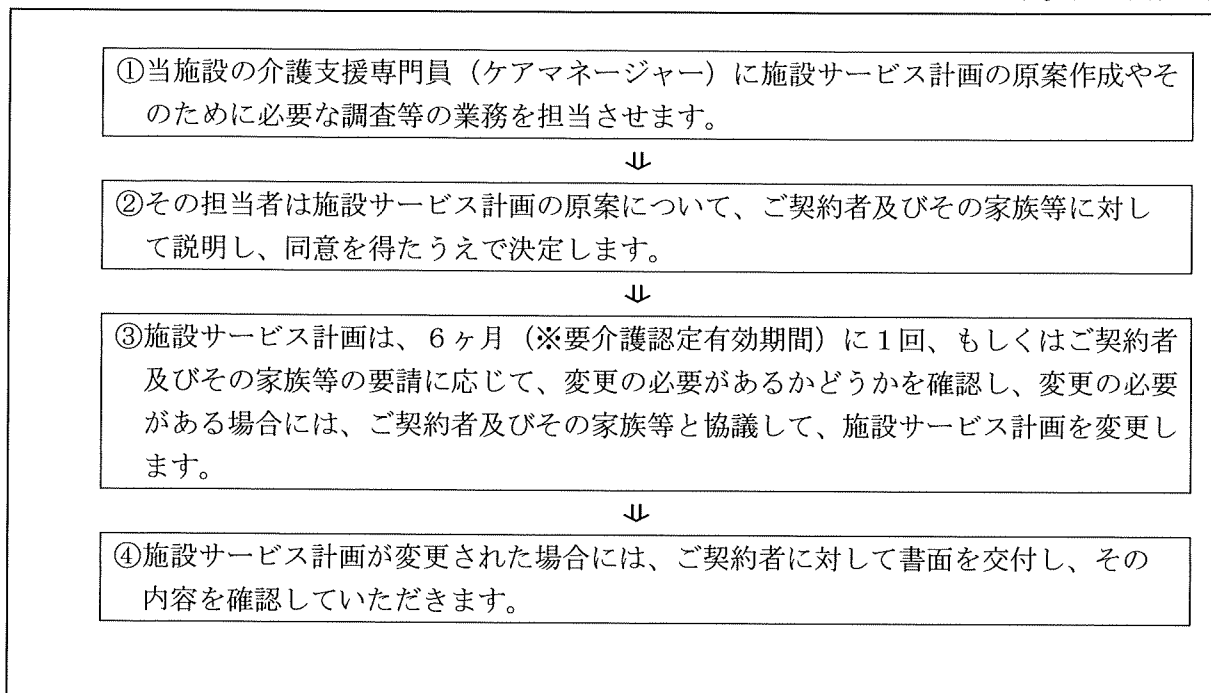 ①当施設の介護支援専門員（ケアマネージャー）に施設サービス計画の原案作成やそ
のために必要な調査等の業務を担当させます。
⇓
②その担当者は施設サービス計画の原案について、ご契約者及びその家族等に対し
て説明し、同意を得たうえで決定します。
⇓
③施設サービス計画は、６ヶ月（※要介護認定有効期間）に１回、もしくはご契約者
及びその家族等の要請に応じて、変更の必要があるかどうかを確認し、変更の必要
がある場合には、ご契約者及びその家族等と協議して、施設サービス計画を変更し
ます。
⇓
④施設サービス計画が変更された場合には、ご契約者に対して書面を交付し、その
内容を確認していただきます。